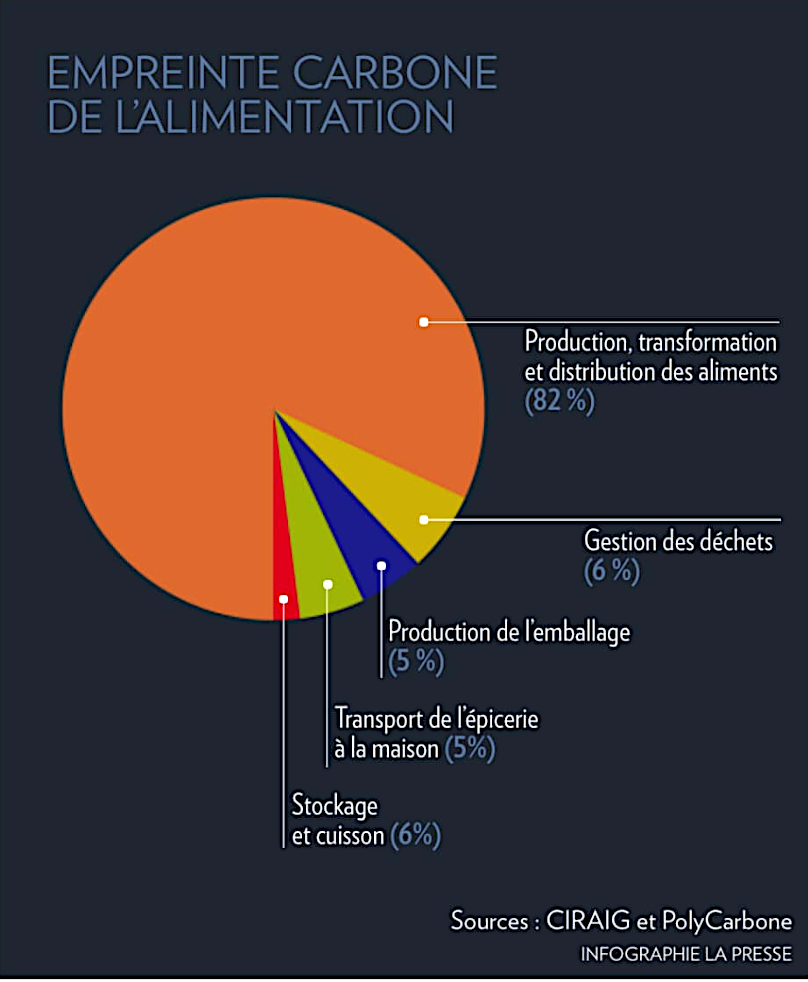 EMPREINTE CARBONE
DE L'ALIMENTATION
Production, transformation
et distribution des aliments
(82 %)
Gestion des déchets
(6 %)
Production de l'emballage
(5 %)
Transport de l'épicerie
à la maison (5%)
Stockage
et cuisson (6%)
Sources : CIRAIG et PolyCarbone
INFOGRAPHIE LA PRESSE